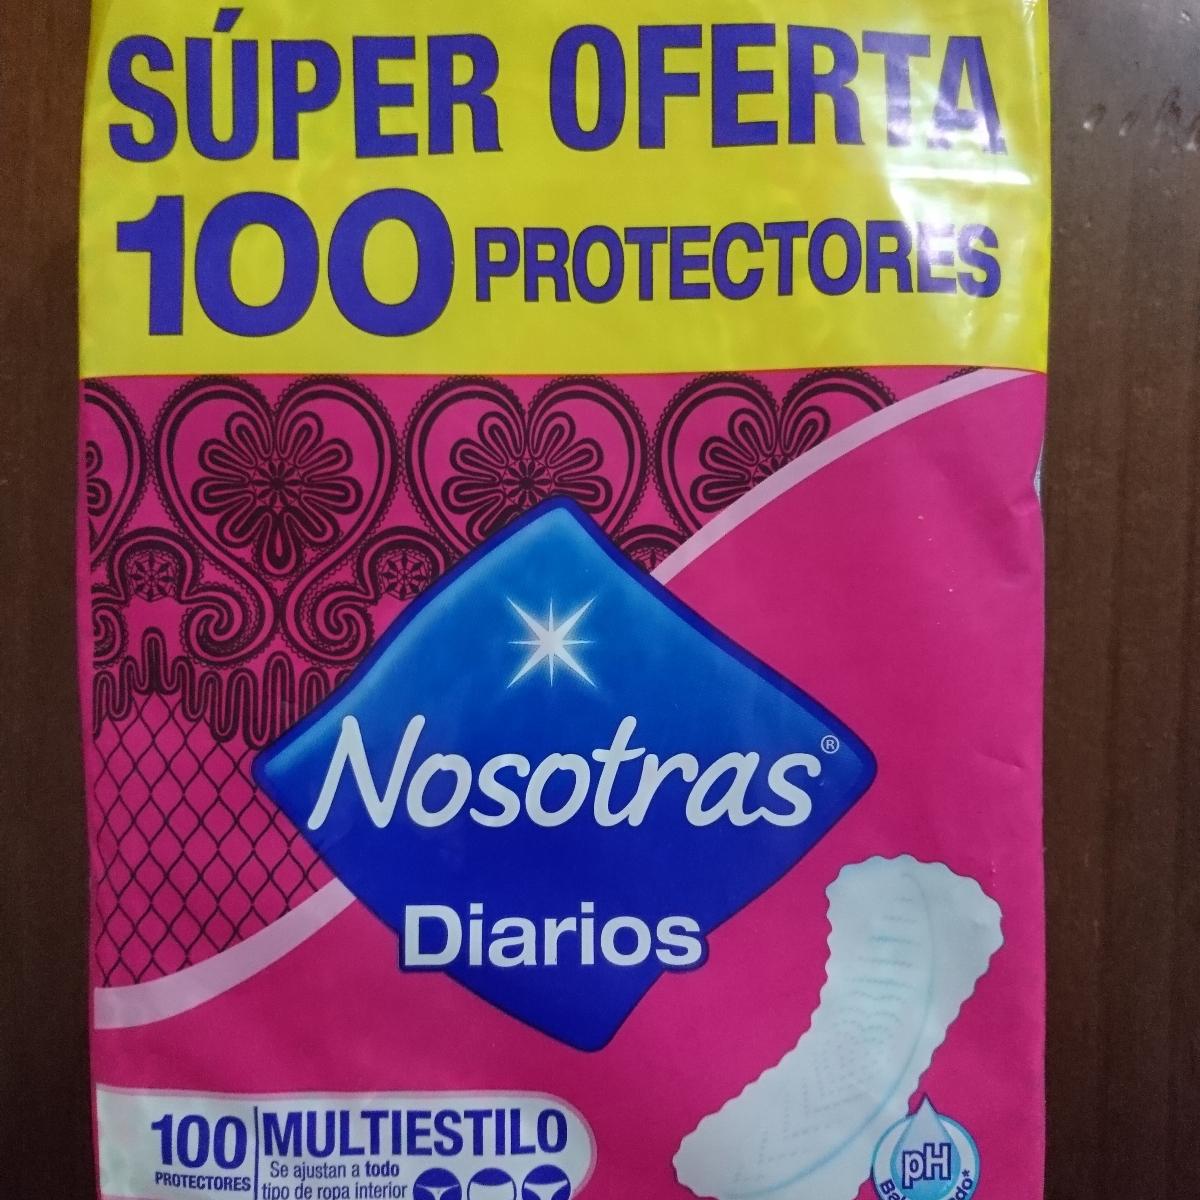 SÚPER OFERTA
100 PROTECTORES
Nosotras®
Diarios
100
PROTECTORES
MULTIESTILO
Se ajustan a todo
tipo de ropa interior
pH